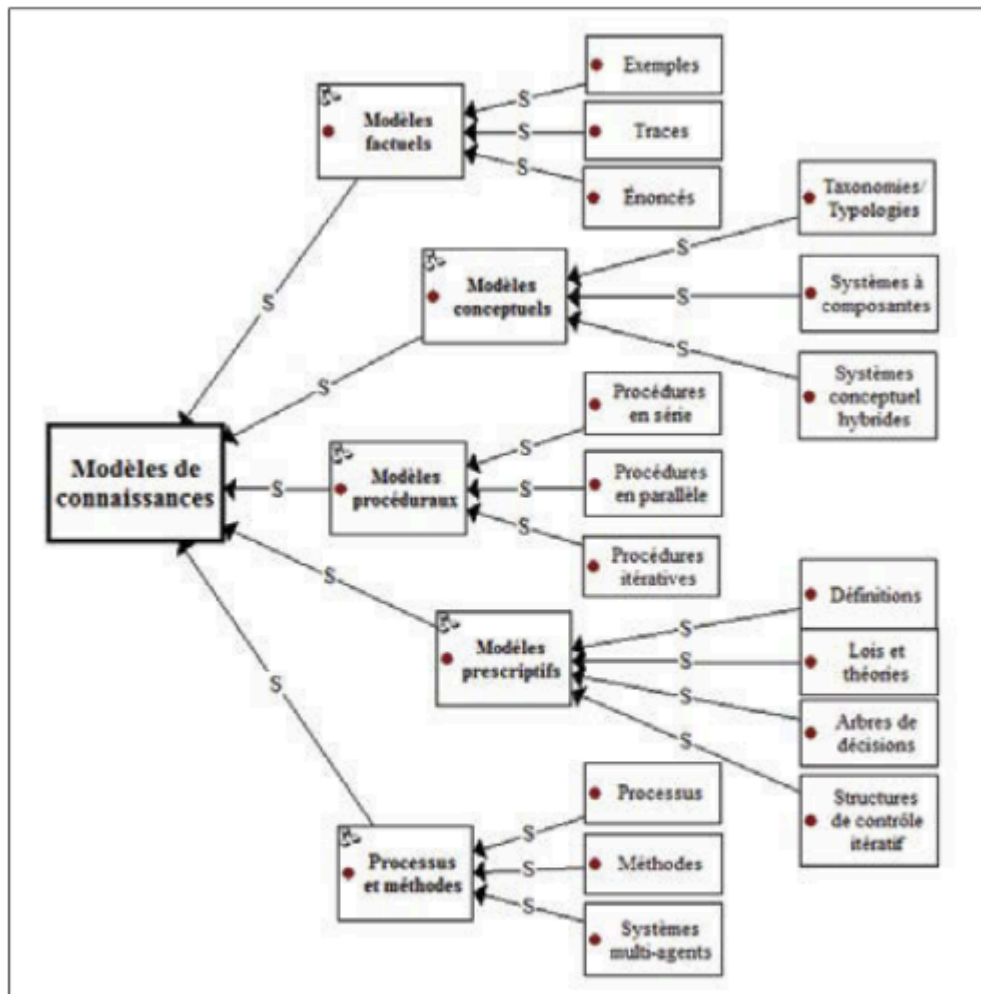 Exemples
S
Modèles
factuels
S
Traces
S
Énoncés
S
Taxonomies/
Typologies
S
Modèles
conceptuels
S
Systèmes à
composantes
S
Systèmes
conceptuel
hybrides
S
Procédures
en série
Modèles de
connaissances
S
Modèles
procéduraux
S
S
Procédures
en parallèle
S
Procédures
itératives
S
Définitions
S
Modèles
prescriptifs
S
Lois et
théories
S
Arbres de
décisions
S
Structures
de contrôle
itératif
S
S
Processus
Processus
et méthodes
S
S
Méthodes
S
Systèmes
multi-agents